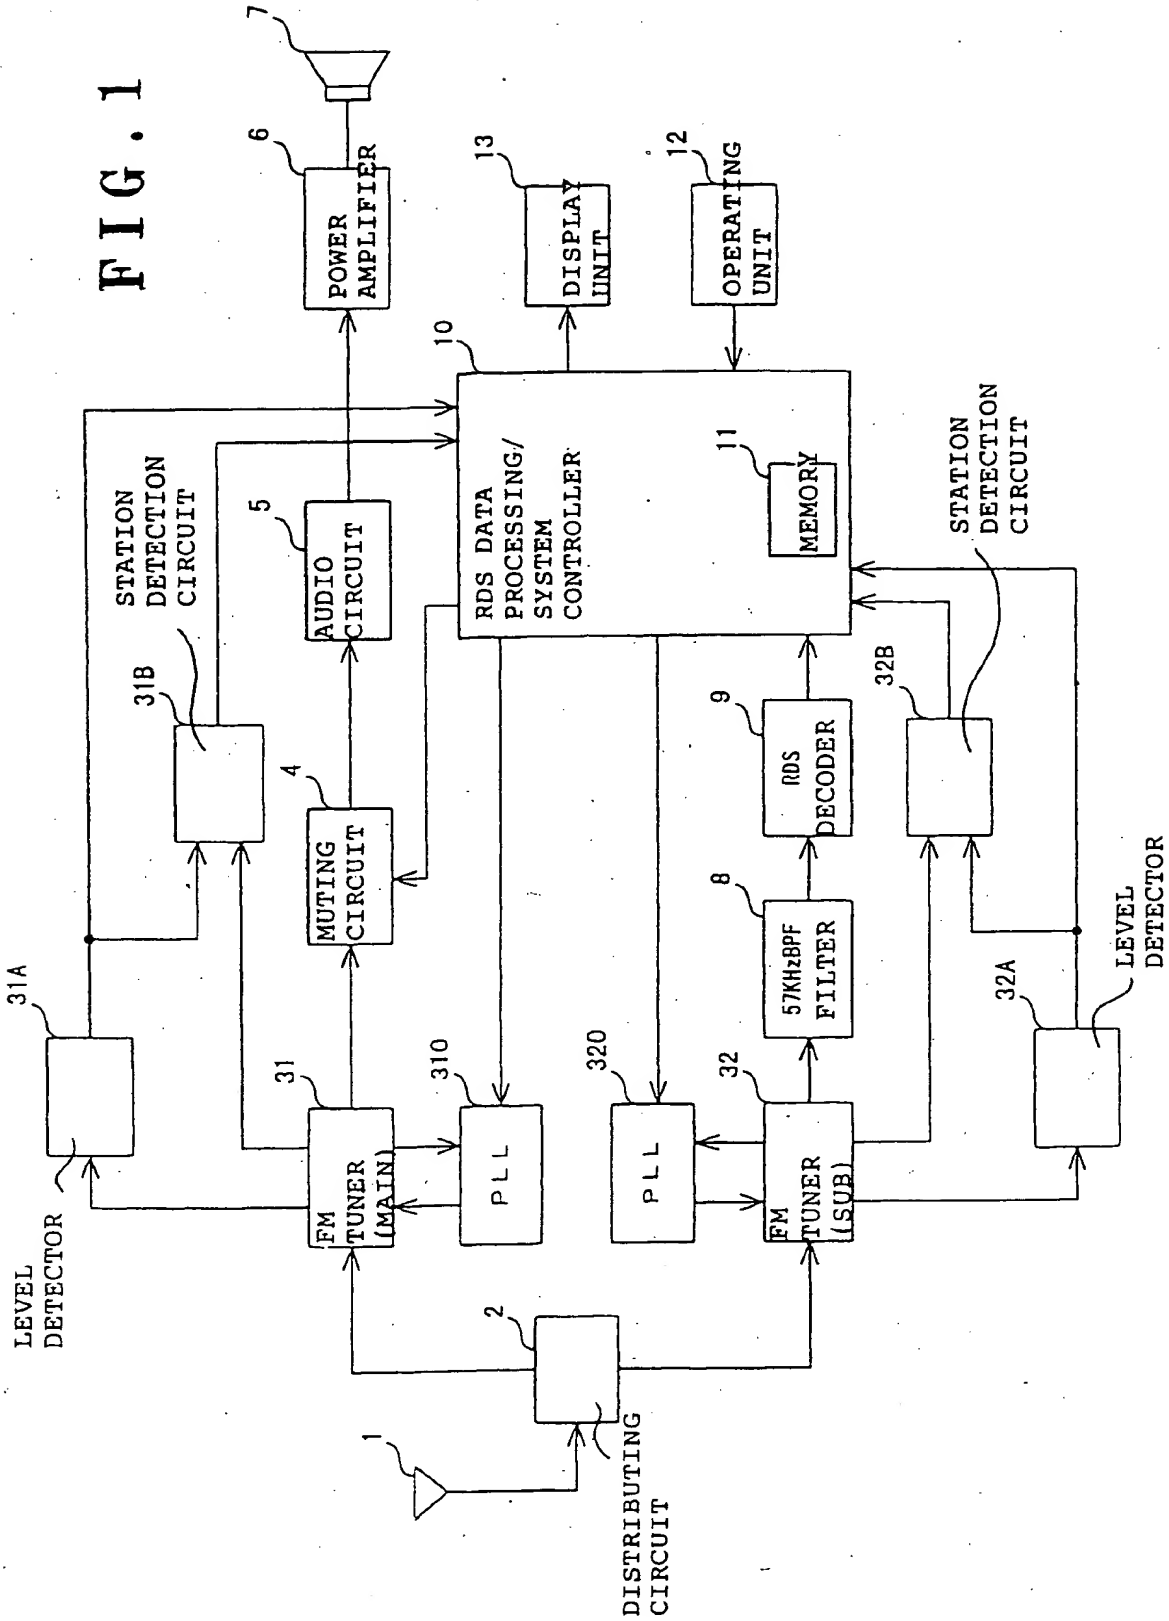 FIG. 1
LEVEL
DETECTOR
31A
STATION
DETECTION
CIRCUIT
31B
7
6
POWER
AMPLIFIER
5
AUDIO
CIRCUIT
4
MUTING
CIRCUIT
31
FM
TUNER
(MAIN)
310
PLL
1
2
DISTRIBUTING
CIRCUIT
10
RDS DATA
PROCESSING/
SYSTEM
CONTROLLER
11
MEMORY
13
DISPLAY
UNIT
12
OPERATING
UNIT
320
PLL
32
FM
TUNER
(SUB)
8
57KHzBPF
FILTER
9
RDS
DECODER
32B
STATION
DETECTION
CIRCUIT
32A
LEVEL
DETECTOR